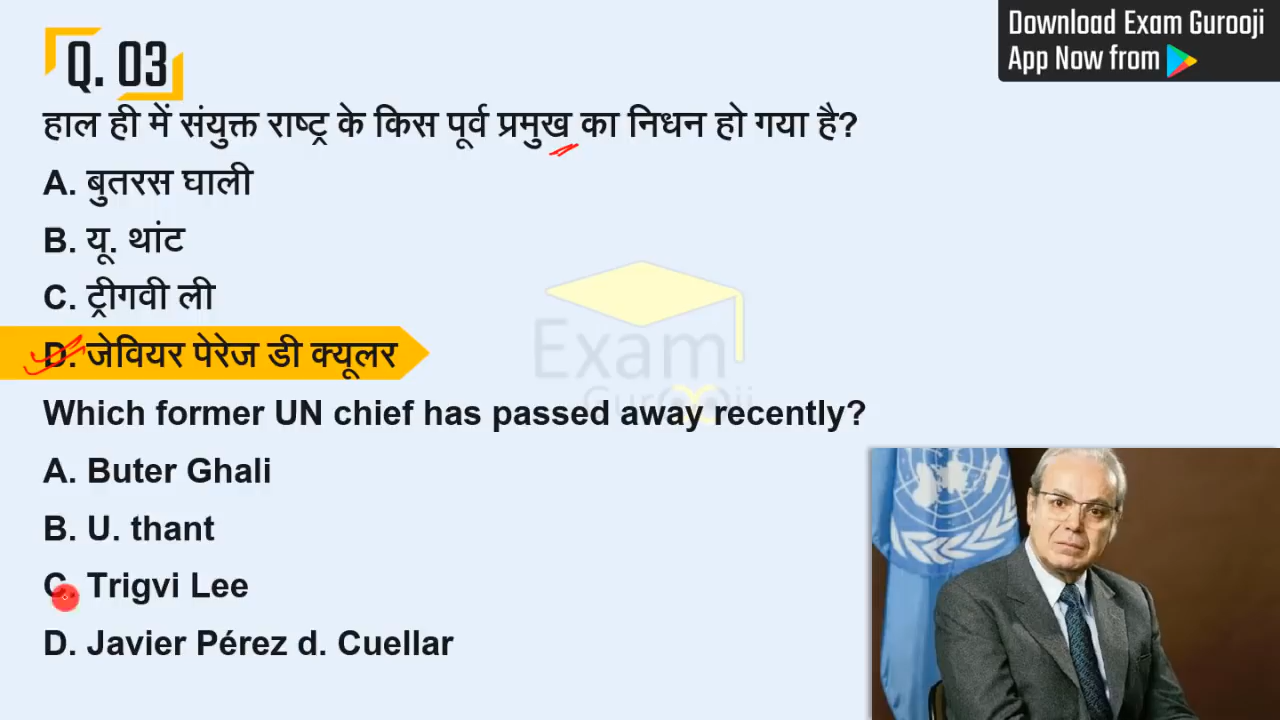 Download Exam Gurooji
App Now from
Q. 03
हाल ही में संयुक्त राष्ट्र के किस पूर्व प्रमुख का निधन हो गया है?
A. बुतरस घाली
B. यू. थांट
C. ट्रीगवी ली
D. जेवियर पेरेज डी क्यूलर
Exam
Gurooji
Which former UN chief has passed away recently?
A. Buter Ghali
B. U. thant
C. Trigvi Lee
D. Javier Pérez d. Cuellar